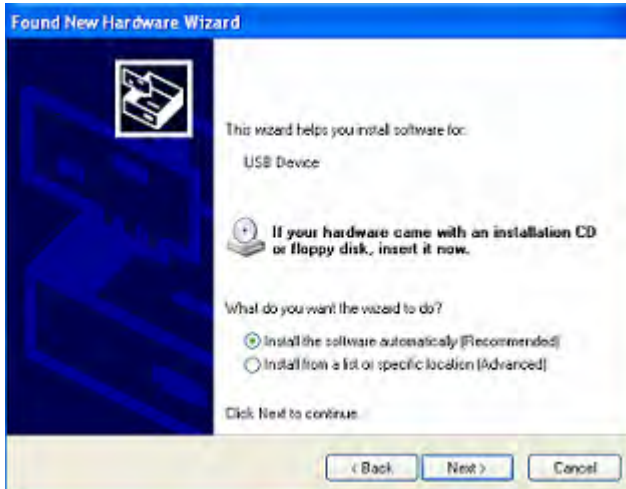 Found New Hardware Wizard
This wizard helps you install software for:
USB Device
If your hardware came with an installation CD
or floppy disk, insert it now.
What do you want the wizard to do?
Install the software automatically (Recommended)
Install from a list or specific location (Advanced)
Click Next to continue.
< Back
Next >
Cancel